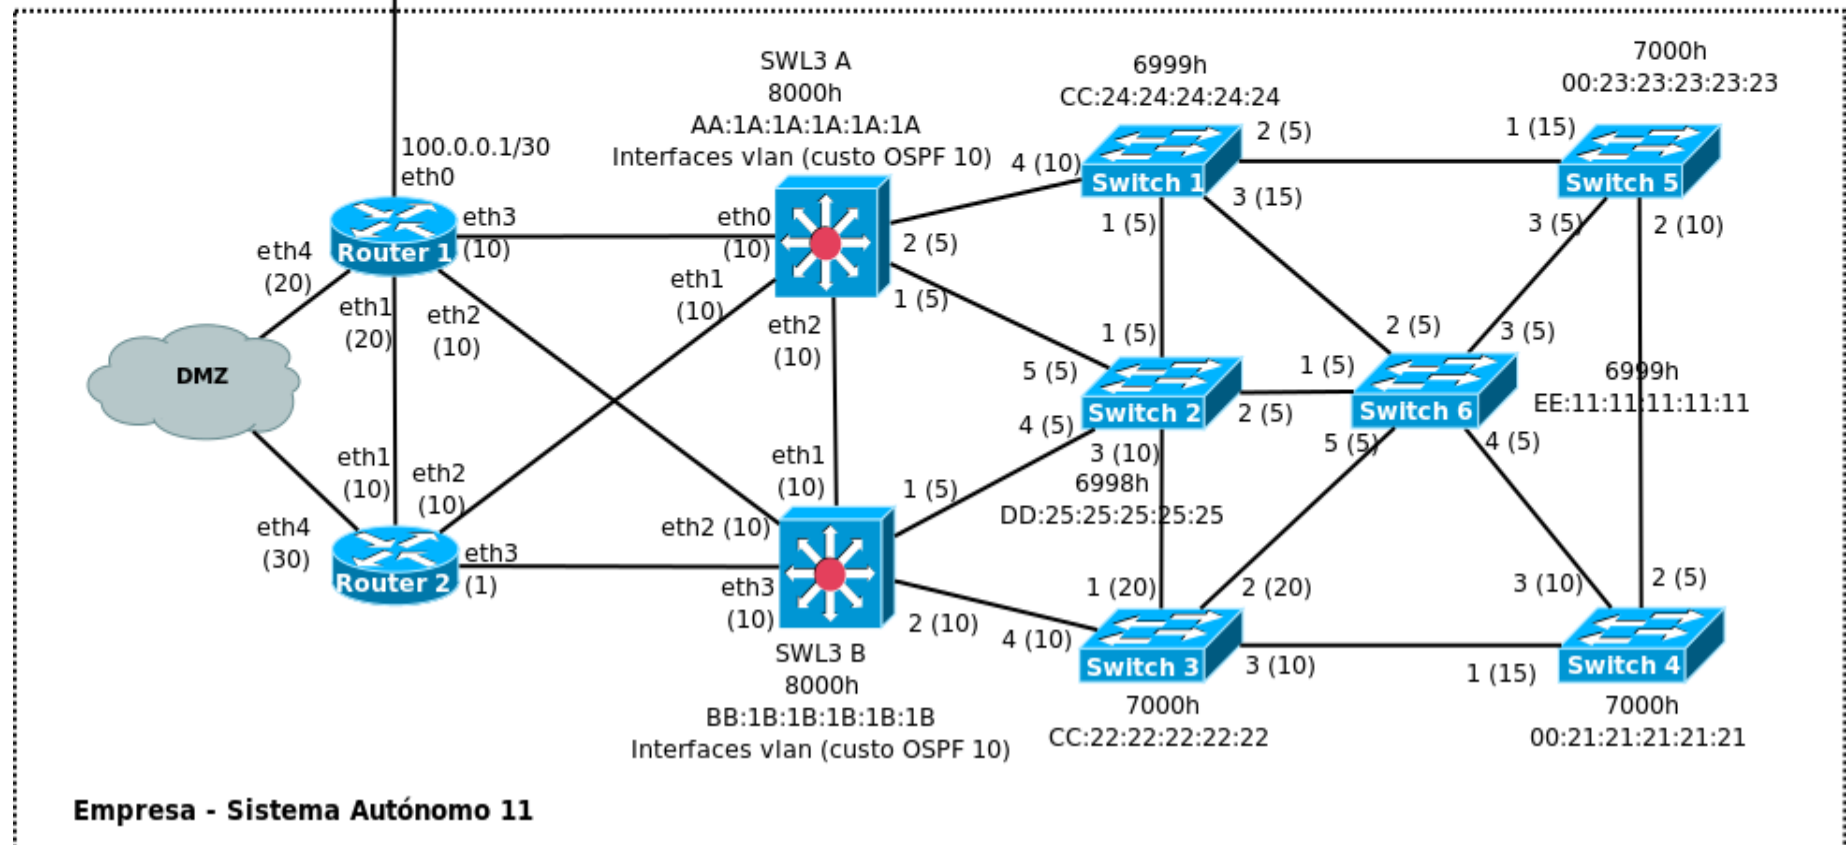 SWL3 A
8000h
AA:1A:1A:1A:1A:1A
Interfaces vlan (custo OSPF 10)
6999h
CC:24:24:24:24:24
7000h
00:23:23:23:23:23
100.0.0.1/30
eth0
4 (10)
2 (5)
1 (15)
Switch 1
Switch 5
3 (15)
1 (5)
3 (5)
2 (10)
eth3
(10)
eth0
(10)
2 (5)
Router 1
eth4
(20)
eth1
(20)
eth2
(10)
eth1
(10)
1 (5)
eth2
(10)
1 (5)
2 (5)
3 (5)
DMZ
5 (5)
1 (5)
6999h
EE:11:11:11:11:11
Switch 2
2 (5)
Switch 6
4 (5)
3 (10)
5 (5)
4 (5)
6998h
DD:25:25:25:25:25
eth1
(10)
eth2
(10)
eth1
(10)
1 (5)
eth4
(30)
eth2 (10)
eth3
(1)
Router 2
eth3
(10)
2 (10)
1 (20)
2 (20)
3 (10)
2 (5)
4 (10)
Switch 3
3 (10)
1 (15)
Switch 4
SWL3 B
8000h
BB:1B:1B:1B:1B:1B
Interfaces vlan (custo OSPF 10)
7000h
CC:22:22:22:22:22
7000h
00:21:21:21:21:21
Empresa - Sistema Autónomo 11